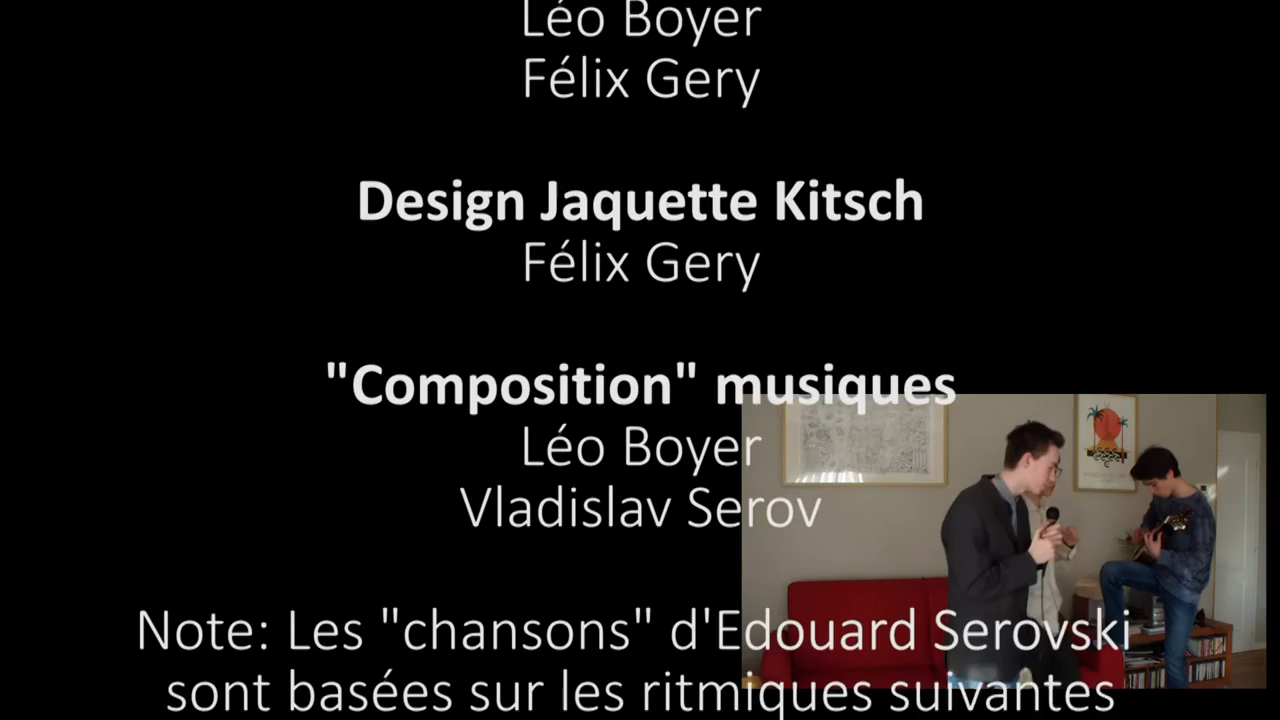 Léo Boyer
Félix Gery
Design Jaquette Kitsch
Félix Gery
"Composition" musiques
Léo Boyer
Vladislav Serov
Note: Les "chansons" d'Edouard Serovski
sont basées sur les ritmiques suivantes